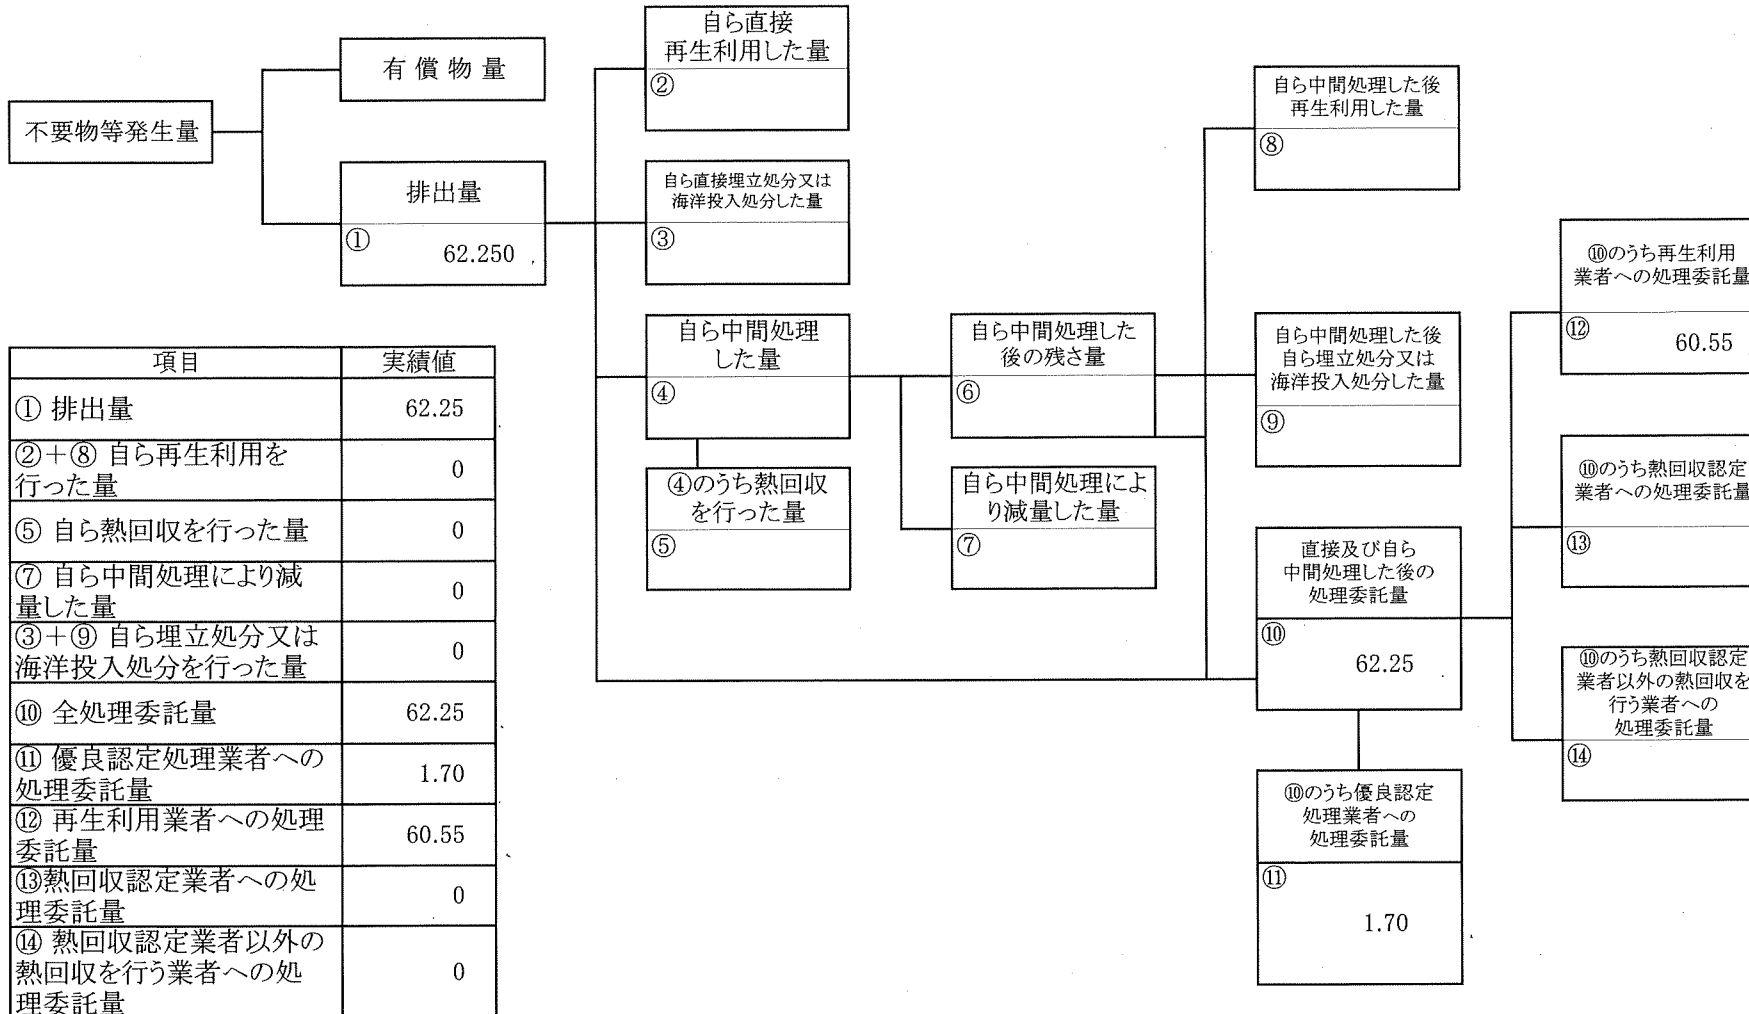 不要物等発生量
有償物量
排出量
①
62.250
自ら直接
再生利用した量
②
自ら直接埋立処分又は
海洋投入処分した量
③
自ら中間処理
した量
④
④のうち熱回収
を行った量
⑤
自ら中間処理した
後の残さ量
⑥
自ら中間処理によ
り減量した量
⑦
自ら中間処理した後
再生利用した量
⑧
自ら中間処理した後
自ら埋立処分又は
海洋投入処分した量
⑨
直接及び自ら
中間処理した後の
処理委託量
⑩
62.25
⑩のうち優良認定
処理業者への
処理委託量
⑪
1.70
⑩のうち再生利用
業者への処理委託量
⑫
60.55
⑩のうち熱回収認定
業者への処理委託量
⑬
⑩のうち熱回収認定
業者以外の熱回収を
行う業者への
処理委託量
⑭
項目 実績値
① 排出量 62.25
②+⑧ 自ら再生利用を
行った量 0
⑤ 自ら熱回収を行った量 0
⑦ 自ら中間処理により減
量した量 0
③+⑨ 自ら埋立処分又は
海洋投入処分を行った量 0
⑩ 全処理委託量 62.25
⑪ 優良認定処理業者への
処理委託量 1.70
⑫ 再生利用業者への処理
委託量 60.55
⑬熱回収認定業者への処
理委託量 0
⑭ 熱回収認定業者以外の
熱回収を行う業者への処
理委託量 0